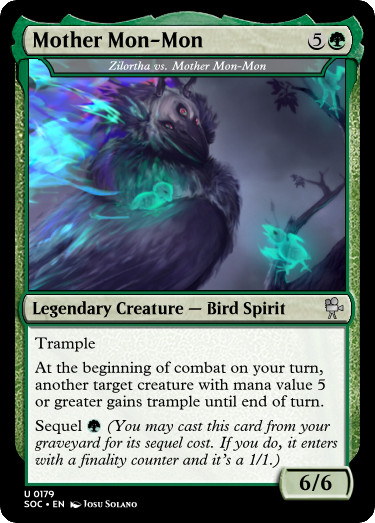 Mother Mon-Mon 5
Zilortha vs. Mother Mon-Mon
Legendary Creature — Bird Spirit
Trample
At the beginning of combat on your turn,
another target creature with mana value 5
or greater gains trample until end of turn.
Sequel (You may cast this card from your
graveyard for its sequel cost. If you do, it enters
with a finality counter and it's a 1/1.)
6/6
U 0179
SOC • EN Josu Solano